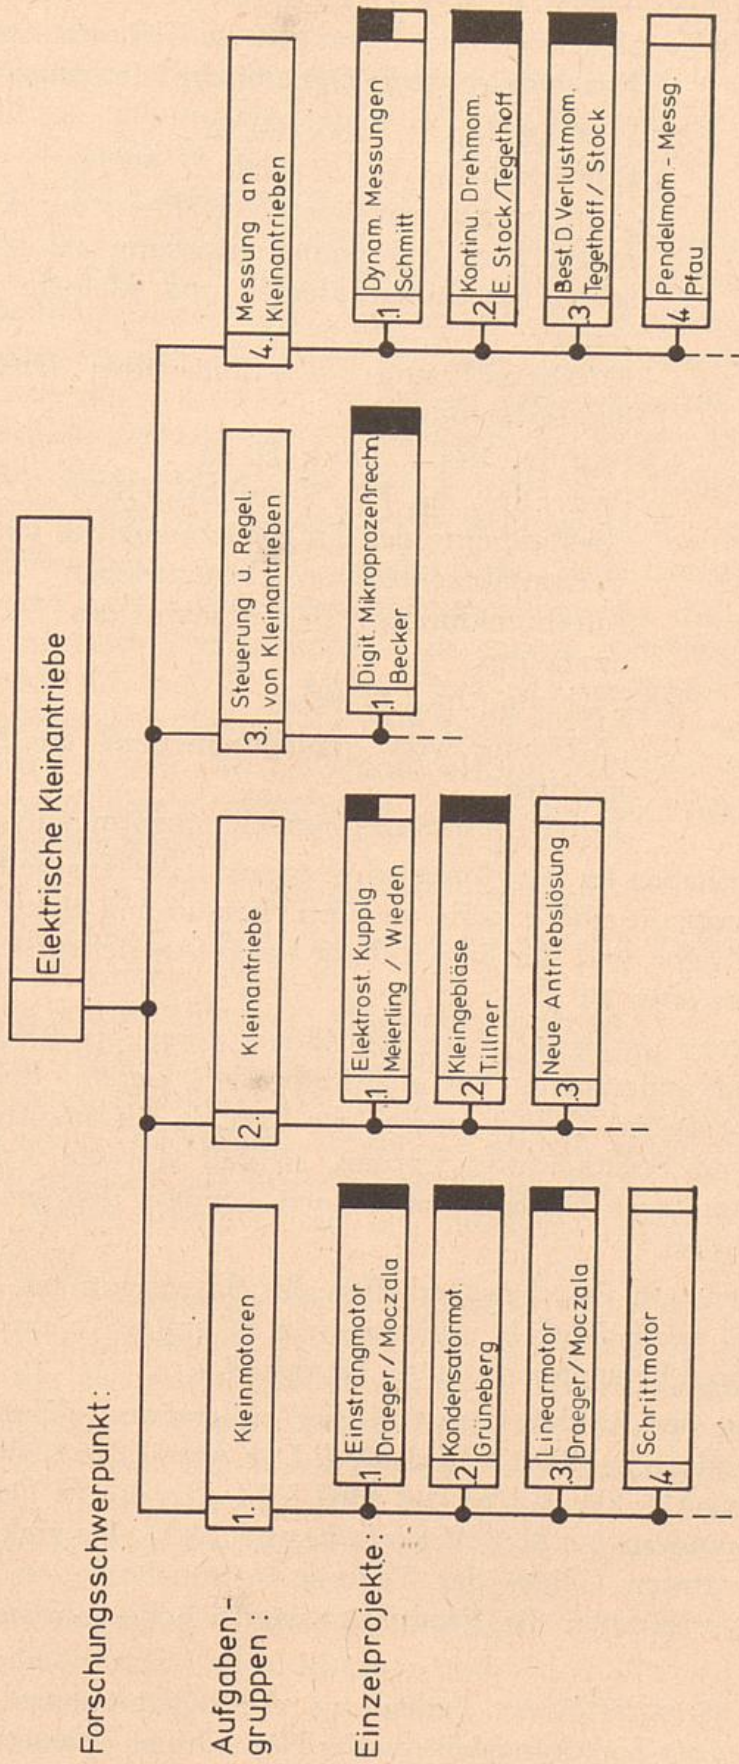 Forschungsschwerpunkt:
Elektrische Kleinantriebe
Aufgaben-
gruppen :
1. Kleinmotoren
2. Kleinantriebe
3. Steuerung u. Regel.
von Kleinantrieben
4. Messung an
Kleinantrieben
Einzelprojekte:
.1 Einstrangmotor
Draeger / Moczala
.2 Kondensatormot.
Grüneberg
.3 Linearmotor
Draeger / Moczala
.4 Schrittmotor
.1 Elektrost. Kupplg
Meierling / Wieden
.2 Kleingebläse
Tillner
.3 Neue Antriebslösung
.1 Digit. Mikroprozeßrechn
Becker
.1 Dynam. Messungen
Schmitt
.2 Kontinu. Drehmom.
E. Stock/Tegethoff
.3 Best.D.Verlustmom.
Tegethoff / Stock
.4 Pendelmom.- Messg.
Pfau